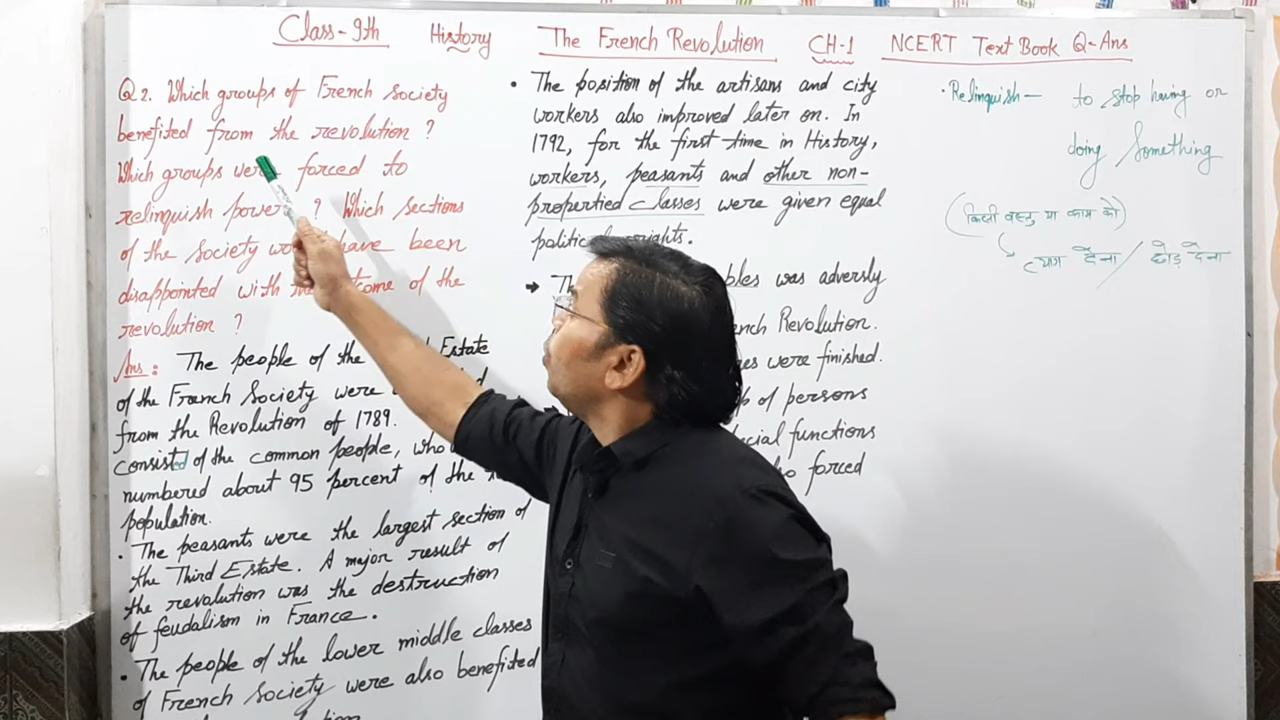 Class-9th History The French Revolution CH-1 NCERT Text Book Q-Ans
Q2. Which groups of French Society
benefited from the revolution ?
Which groups were forced to
relinquish power ? Which sections
of the society would have been
disappointed with the outcome of the
revolution ?
Ans: The people of the Estate
of the French Society were
from the Revolution of 1789.
consisted of the common people, who
numbered about 95 percent of the
population.
• The peasants were the largest section of
the Third Estate. A major result of
the revolution was the destruction
of feudalism in France.
• The people of the lower middle classes
of French Society were also benefited
• The position of the artisans and city
workers also improved later on. In
1792, for the first time in History,
workers, peasants and other non-
propertied classes were given equal
political rights.
was adversly
Revolution.
were finished.
of persons
functions
forced
• Relinquish — to stop having or
doing something
(किसी वस्तु या काम को)
त्याग देना / छोड़ देना